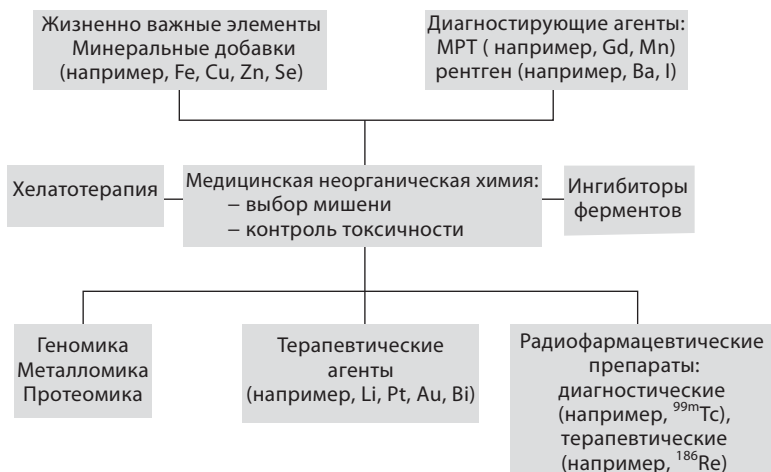 Жизненно важные элементы
Минеральные добавки
(например, Fe, Cu, Zn, Se)
Диагностирующие агенты:
МРТ ( например, Gd, Mn)
рентген (например, Ba, I)
Хелатотерапия
Медицинская неорганическая химия:
– выбор мишени
– контроль токсичности
Ингибиторы
ферментов
Геномика
Металломика
Протеомика
Терапевтические
агенты
(например, Li, Pt, Au, Bi)
Радиофармацевтические
препараты:
диагностические
(например, ⁹⁹ᵐTc),
терапевтические
(например, ¹⁸⁶Re)